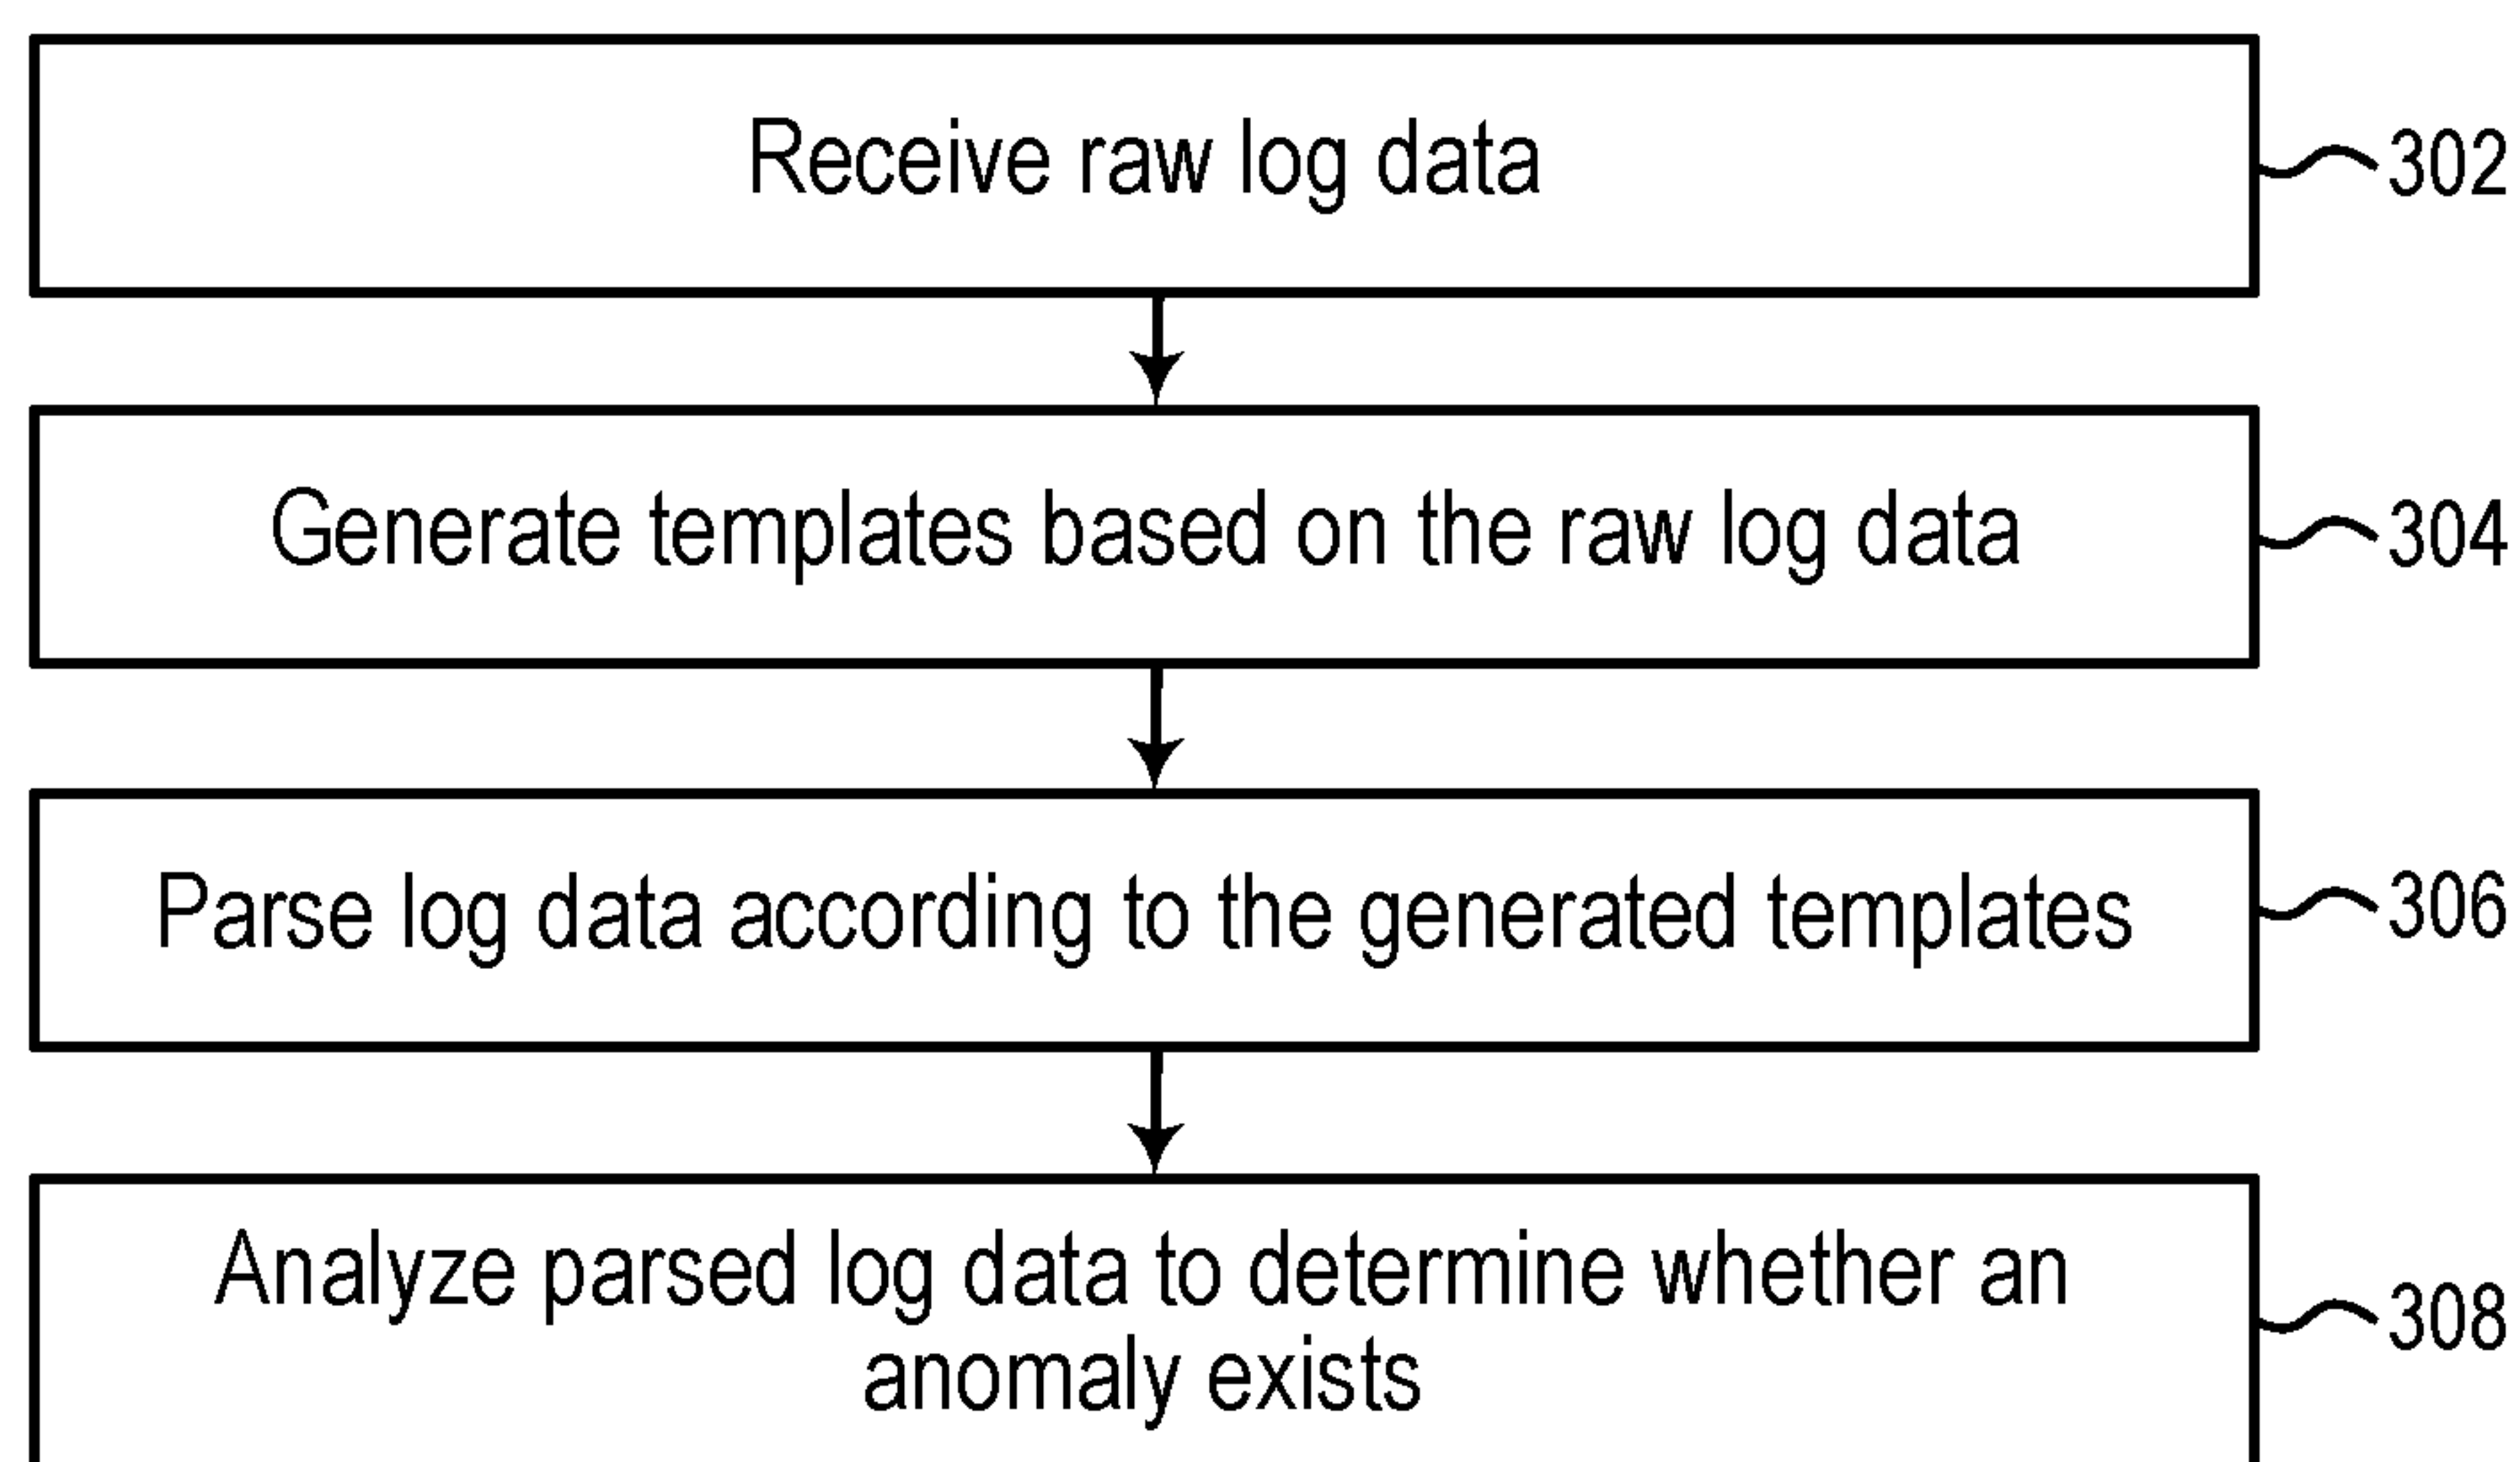 Receive raw log data
302
Generate templates based on the raw log data
304
Parse log data according to the generated templates
306
Analyze parsed log data to determine whether an
anomaly exists
308